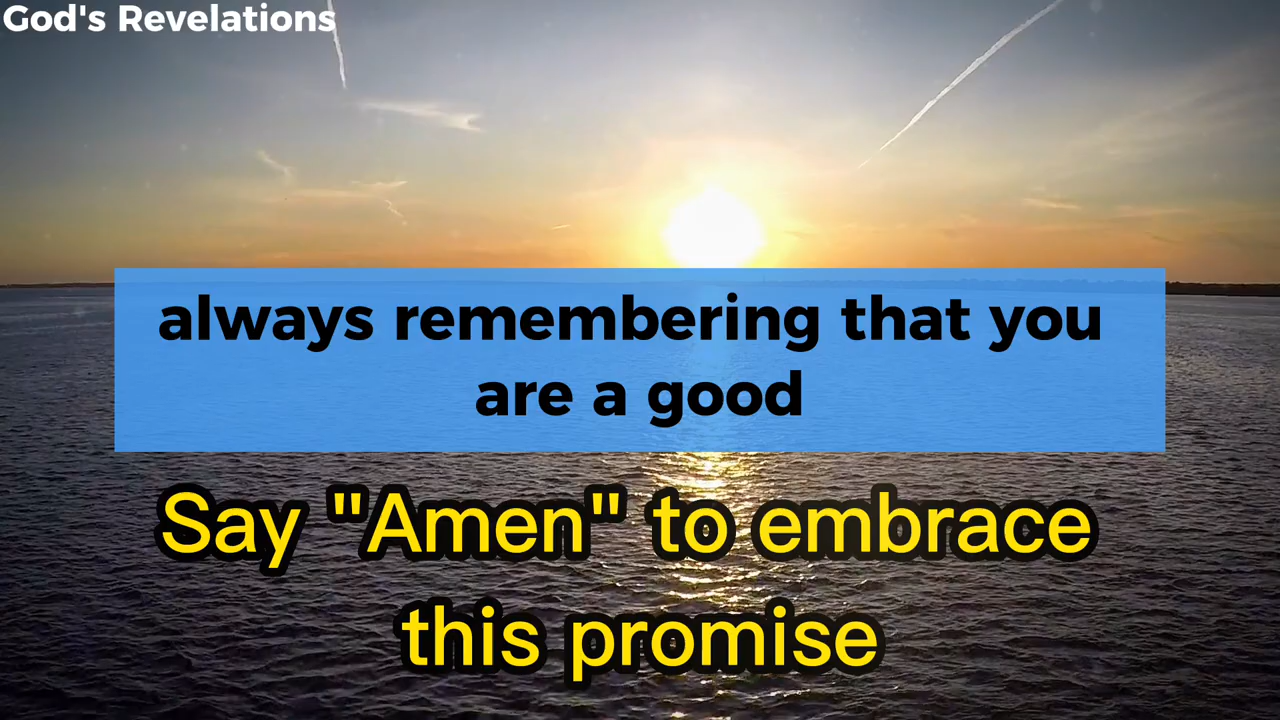 God's Revelations
always remembering that you
are a good
Say "Amen" to embrace
this promise